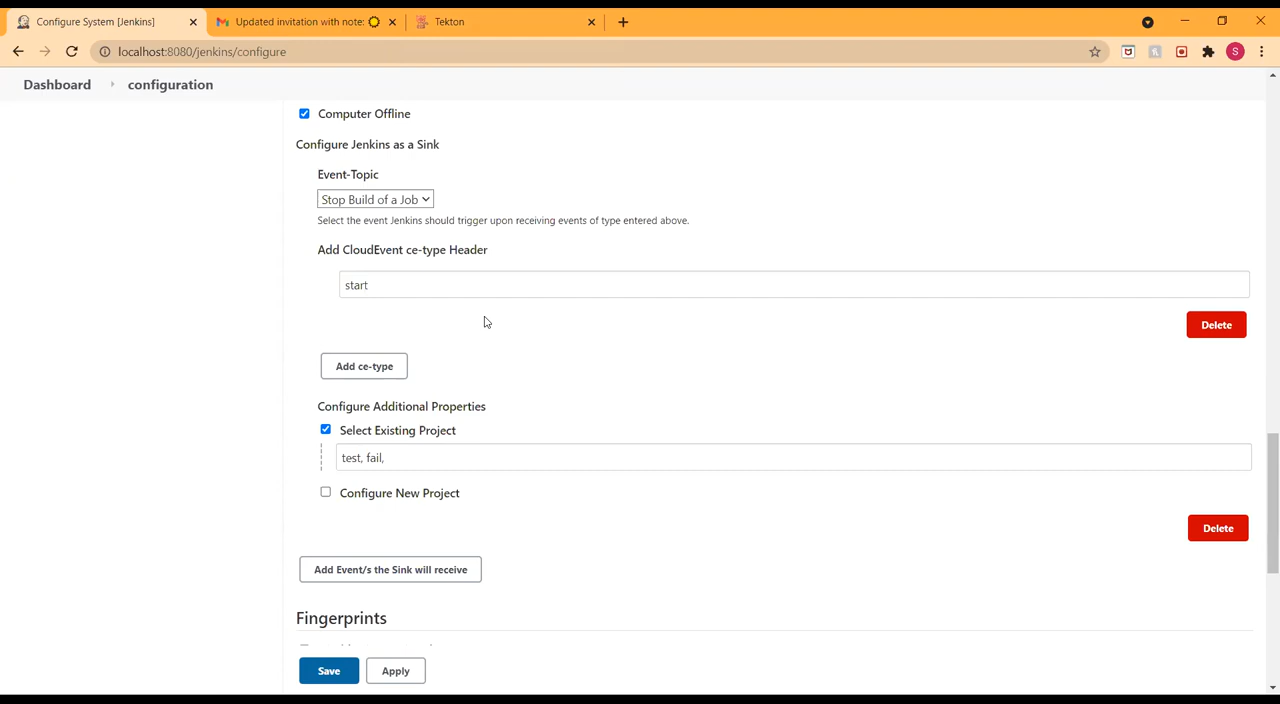 Configure System [Jenkins]
Updated invitation with note:
Tekton
localhost:8080/jenkins/configure
S
Dashboard
configuration
Computer Offline
Configure Jenkins as a Sink
Event-Topic
Stop Build of a Job
Select the event Jenkins should trigger upon receiving events of type entered above.
Add CloudEvent ce-type Header
start
Delete
Add ce-type
Configure Additional Properties
Select Existing Project
test, fail,
Configure New Project
Delete
Add Event/s the Sink will receive
Fingerprints
Save
Apply